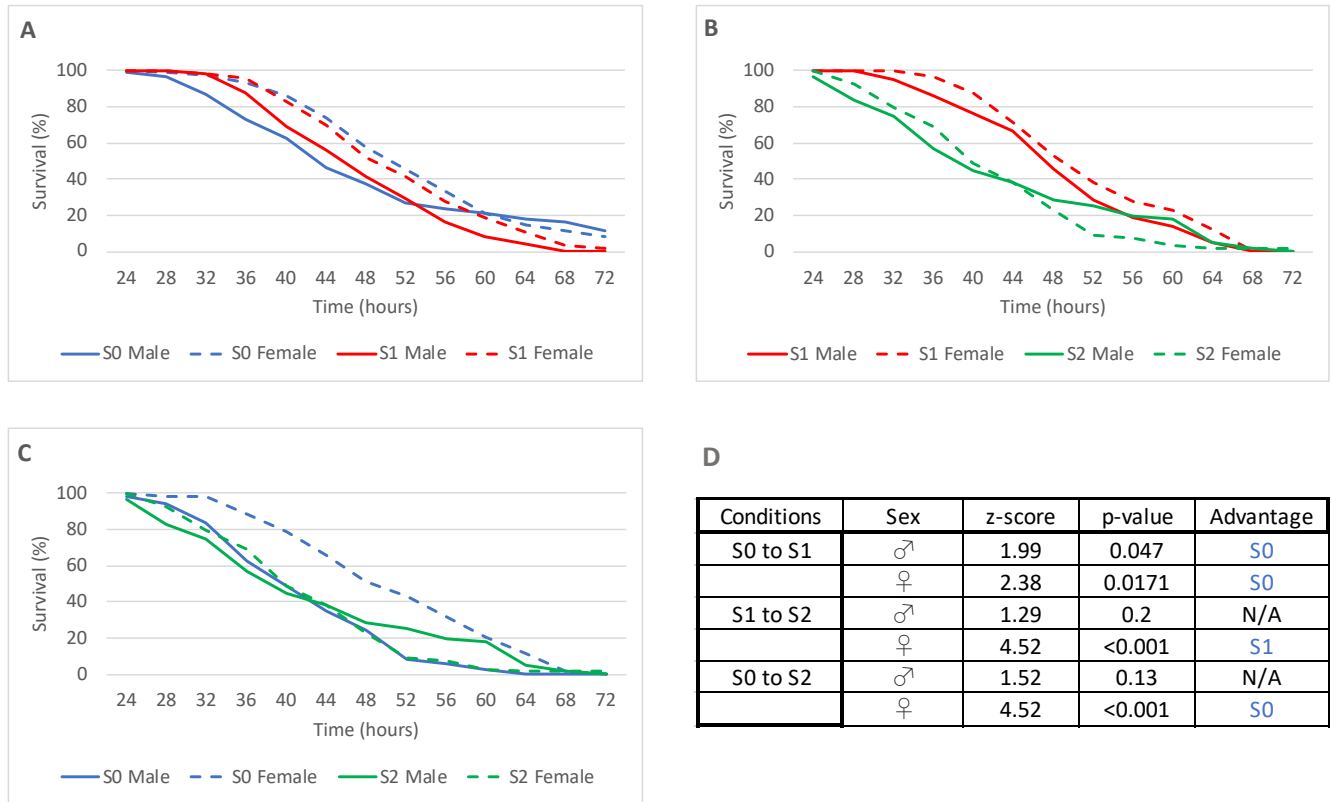 A
100
80
60
40
20
0
Survival (%)
24 28 32 36 40 44 48 52 56 60 64 68 72
Time (hours)
S0 Male S0 Female S1 Male S1 Female
B
100
80
60
40
20
0
Survival (%)
24 28 32 36 40 44 48 52 56 60 64 68 72
Time (hours)
S1 Male S1 Female S2 Male S2 Female
C
100
80
60
40
20
0
Survival (%)
24 28 32 36 40 44 48 52 56 60 64 68 72
Time (hours)
S0 Male S0 Female S2 Male S2 Female
D
Conditions Sex z-score p-value Advantage
S0 to S1 ♂ 1.99 0.047 S0
♀ 2.38 0.0171 S0
S1 to S2 ♂ 1.29 0.2 N/A
♀ 4.52 <0.001 S1
S0 to S2 ♂ 1.52 0.13 N/A
♀ 4.52 <0.001 S0